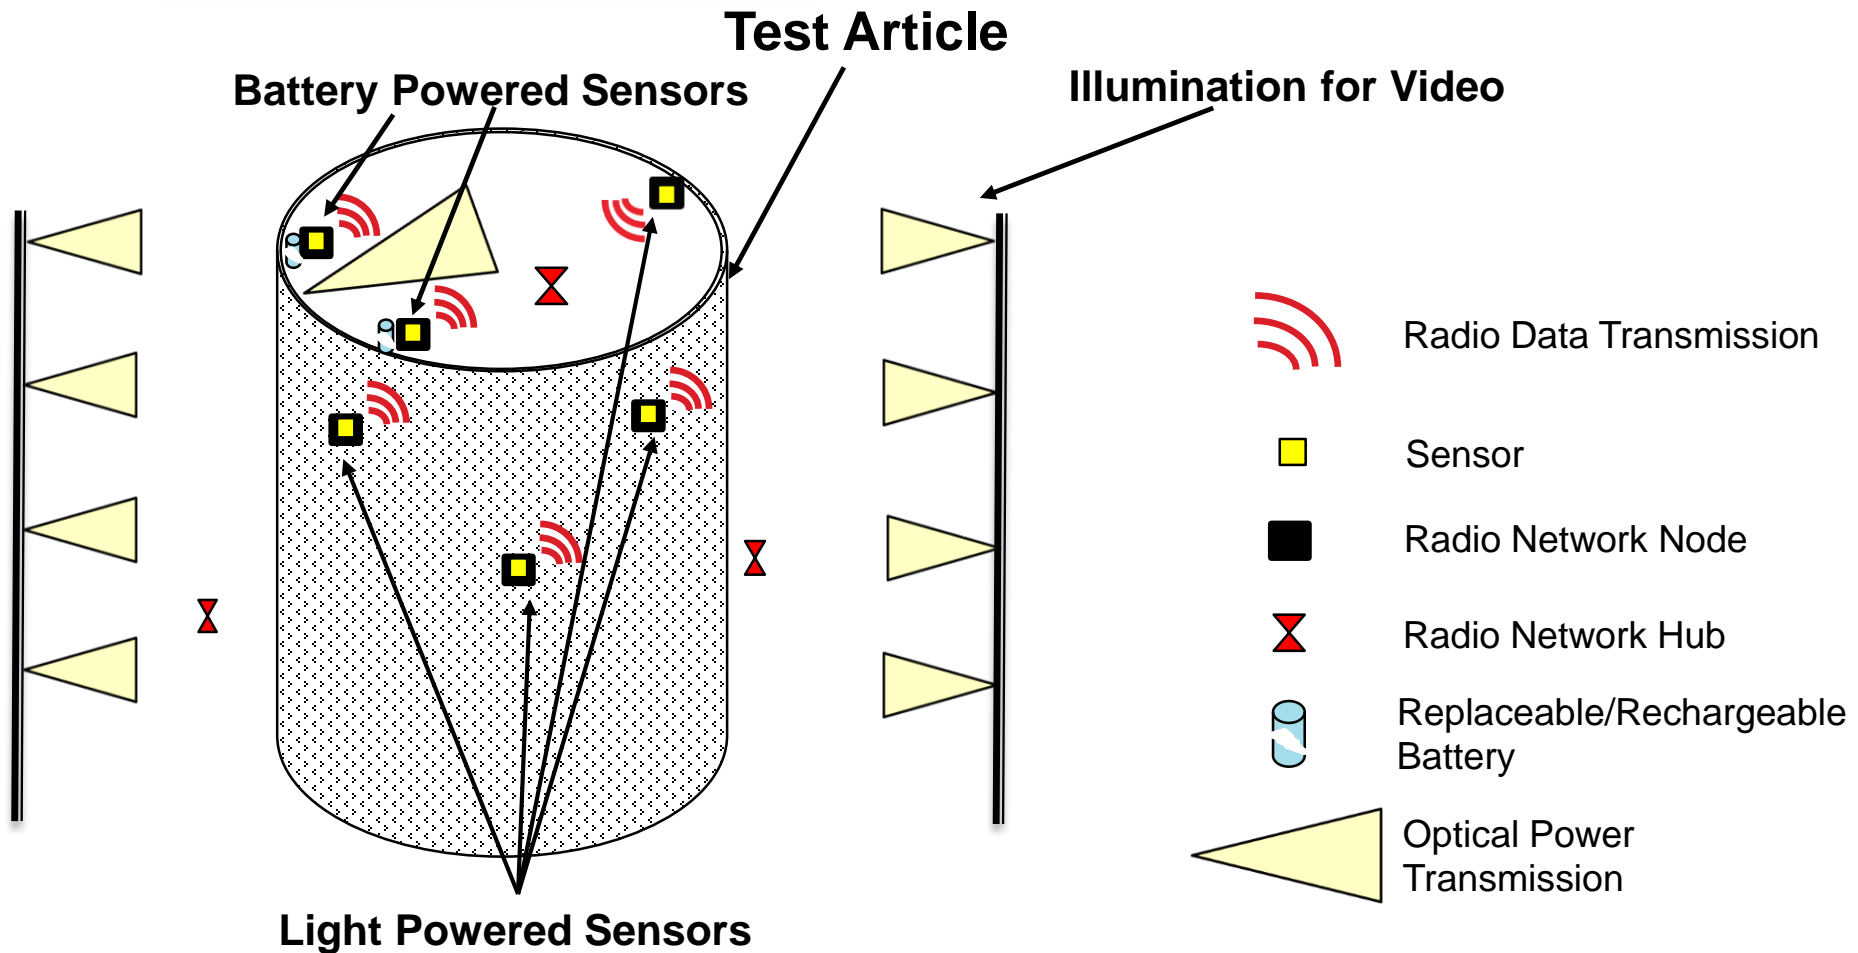 Test Article
Battery Powered Sensors
Illumination for Video
Radio Data Transmission
Sensor
Radio Network Node
Radio Network Hub
Replaceable/Rechargeable
Battery
Optical Power
Transmission
Light Powered Sensors